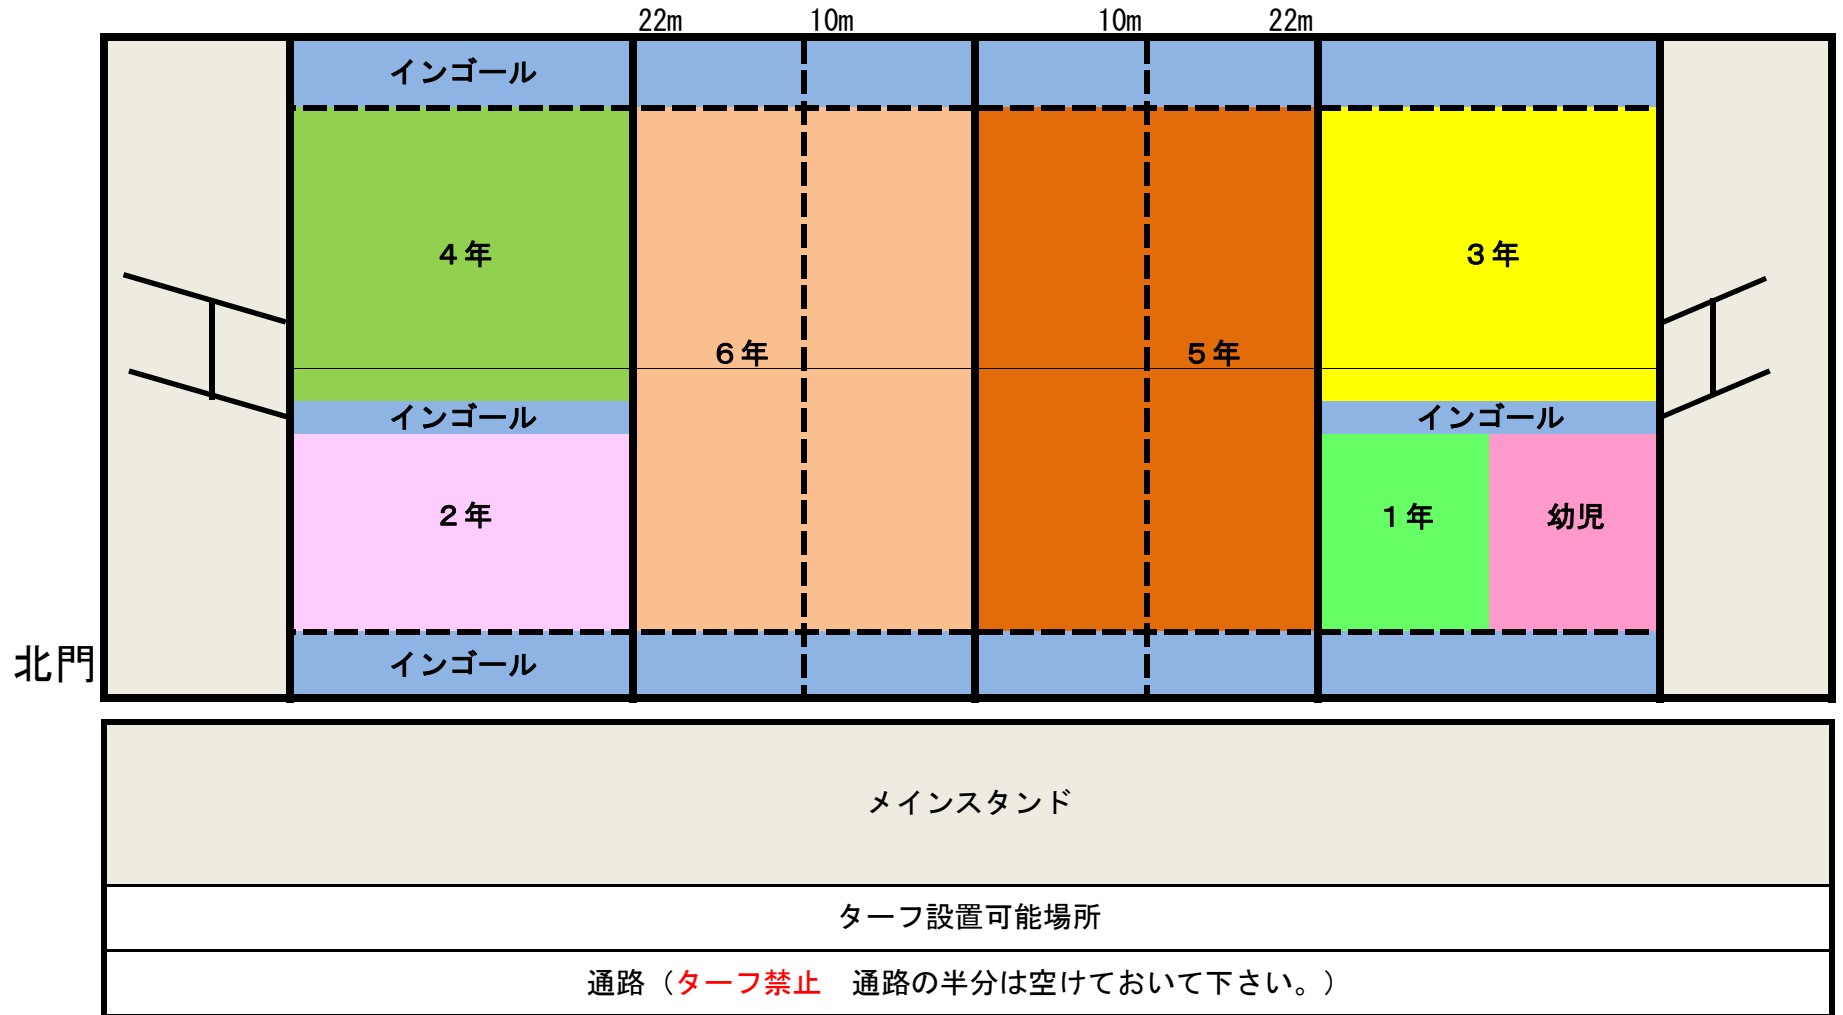 22m 10m 10m 22m
インゴール
4年 3年
6年 5年
インゴール インゴール
2年 1年 幼児
北門 インゴール
メインスタンド
ターフ設置可能場所
通路（ターフ禁止　通路の半分は空けておいて下さい。）